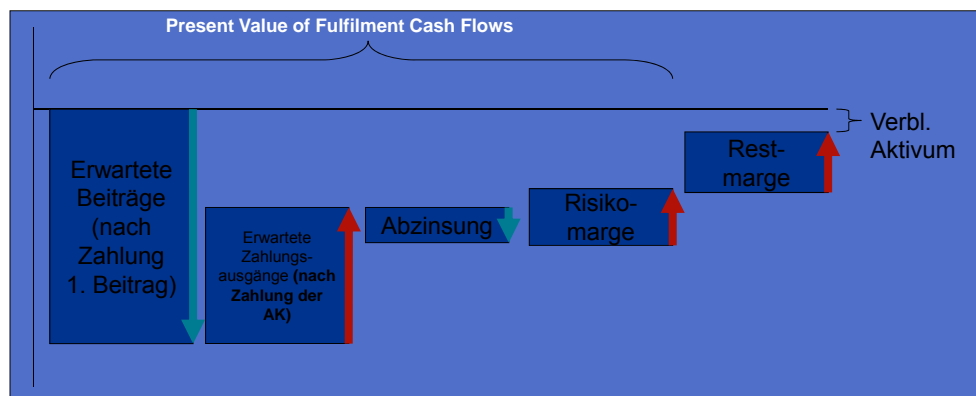 Present Value of Fulfilment Cash Flows
Erwartete
Beiträge
(nach
Zahlung
1. Beitrag)
Erwartete
Zahlungs-
ausgänge (nach
Zahlung der
AK)
Abzinsung
Risiko-
marge
Rest-
marge
Verbl.
Aktivum